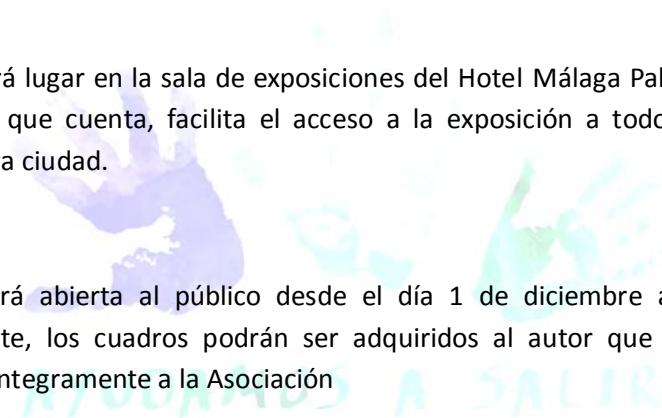 rá lugar en la sala de exposiciones del Hotel Málaga Pal
que cuenta, facilita el acceso a la exposición a todo
a ciudad.
rá abierta al público desde el día 1 de diciembre a
te, los cuadros podrán ser adquiridos al autor que
ntegramente a la Asociación
AYÚDANOS A SALIR